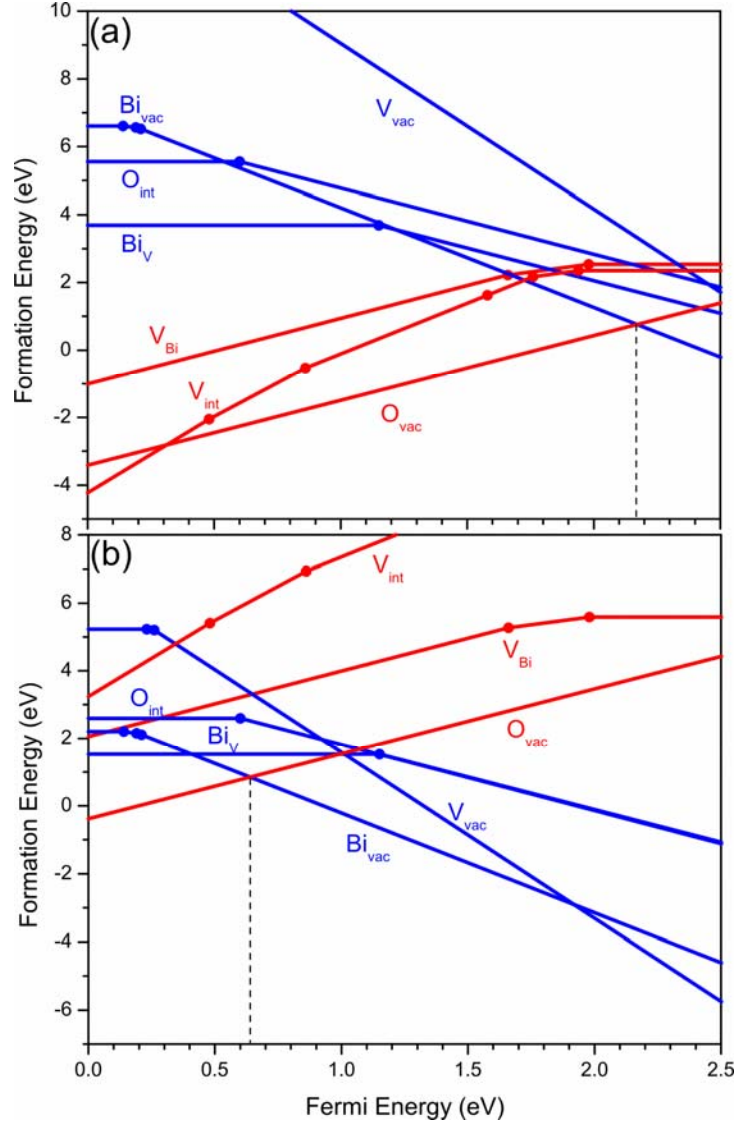 (a)
10
8
6
4
2
0
-2
-4
Formation Energy (eV)
Bi_vac
V_vac
O_int
Bi_V
V_Bi
V_int
O_vac
(b)
8
6
4
2
0
-2
-4
-6
Formation Energy (eV)
V_int
V_Bi
O_int
Bi_V
O_vac
V_vac
Bi_vac
0.0 0.5 1.0 1.5 2.0 2.5
Fermi Energy (eV)